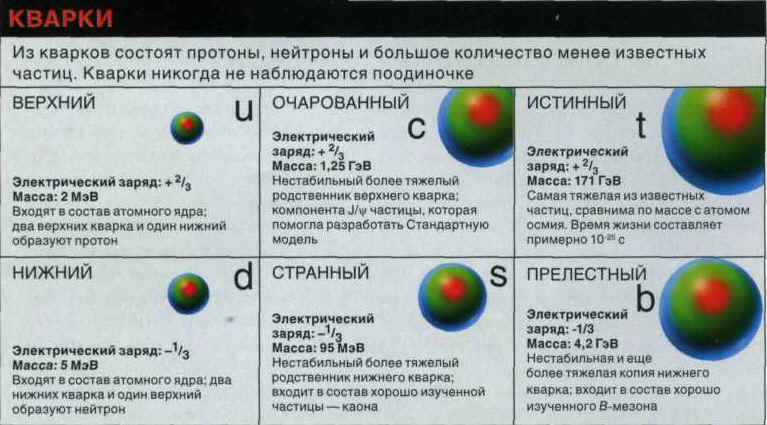 КВАРКИ
Из кварков состоят протоны, нейтроны и большое количество менее известных
частиц. Кварки никогда не наблюдаются поодиночке
ВЕРХНИЙ
u
Электрический заряд: + 2/3
Масса: 2 МэВ
Входят в состав атомного ядра;
два верхних кварка и один нижний
образуют протон
ОЧАРОВАННЫЙ
c
Электрический
заряд: + 2/3
Масса: 1,25 ГэВ
Нестабильный более тяжелый
родственник верхнего кварка;
компонента J/ψ частицы, которая
помогла разработать Стандартную
модель
ИСТИННЫЙ
t
Электрический
заряд: + 2/3
Масса: 171 ГэВ
Самая тяжелая из известных
частиц, сравнима по массе с атомом
осмия. Время жизни составляет
примерно 10⁻²⁵ с
НИЖНИЙ
d
Электрический заряд: –1/3
Масса: 5 МэВ
Входят в состав атомного ядра; два
нижних кварка и один верхний
образуют нейтрон
СТРАННЫЙ
s
Электрический
заряд: –1/3
Масса: 95 МэВ
Нестабильный более тяжелый
родственник нижнего кварка;
входит в состав хорошо изученной
частицы — каона
ПРЕЛЕСТНЫЙ
b
Электрический
заряд: -1/3
Масса: 4,2 ГэВ
Нестабильная и еще
более тяжелая копия нижнего
кварка; входит в состав хорошо
изученного B-мезона